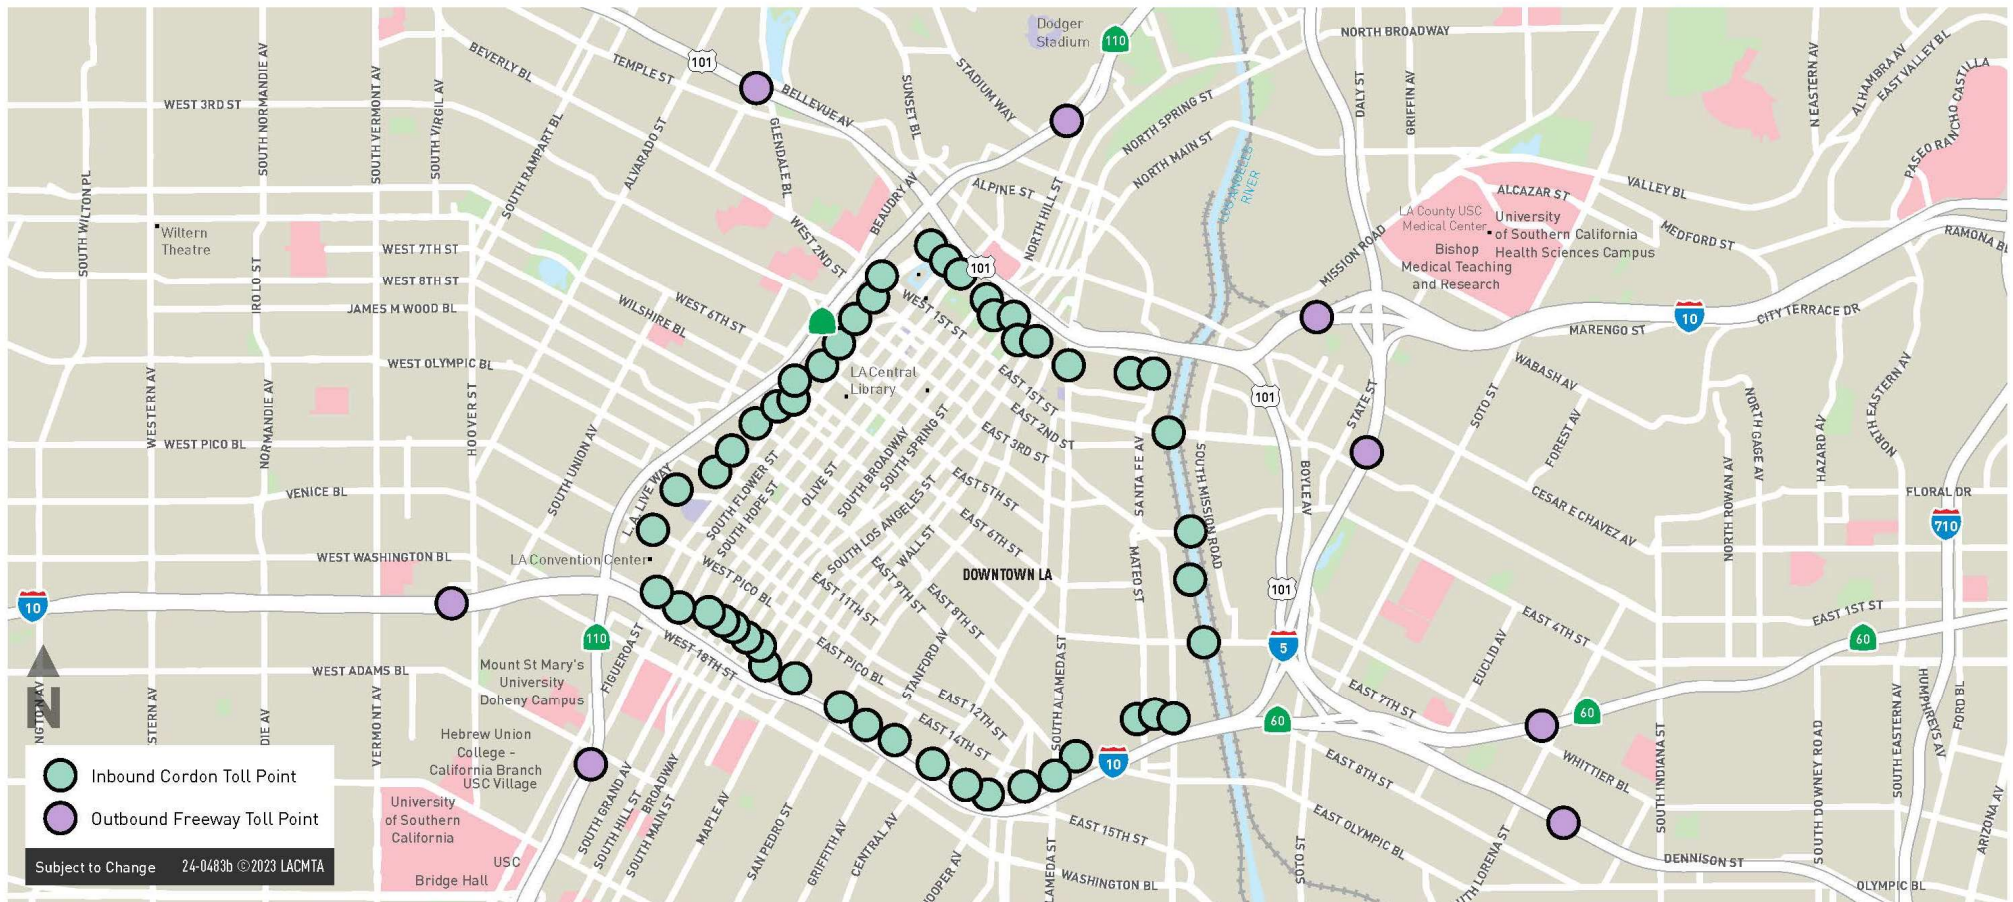 Dodger
Stadium
110
NORTH BROADWAY
101
BEVERLY BL
TEMPLE ST
BELLEVUE AV
SUNSET BL
STADIUM WAY
NORTH SPRING ST
NORTH MAIN ST
DALY ST
GRIFFIN AV
N EASTERN AV
ALHAMBRA AV
EAST VALLEY BL
PASEO RANCHO CASTILLA
WEST 3RD ST
SOUTH NORMANDIE AV
SOUTH VERMONT AV
SOUTH VIRGIL AV
SOUTH RAMPART BL
ALVARADO ST
GLENDALE BL
BEAUDRY AV
ALPINE ST
NORTH HILL ST
LOS ANGELES
RIVER
SOUTH WILTON PL
Wiltern
Theatre
WEST 7TH ST
WEST 8TH ST
JAMES M WOOD BL
IROLO ST
WEST 2ND ST
WEST 6TH ST
WILSHIRE BL
101
WEST 1ST ST
MISSION ROAD
LA County USC
Medical Center
ALCAZAR ST
University
of Southern California
Health Sciences Campus
Bishop
Medical Teaching
and Research
VALLEY BL
MEDFORD ST
RAMONA BL
10
MARENGO ST
CITY TERRACE DR
WEST OLYMPIC BL
LA Central
Library
EAST 1ST ST
EAST 2ND ST
EAST 3RD ST
101
STATE ST
SOTO ST
WABASH AV
FOREST AV
NORTH GAGE AV
HAZARD AV
NORTH EASTERN AV
WESTERN AV
NORMANDIE AV
HOOVER ST
WEST PICO BL
VENICE BL
SOUTH UNION AV
L.A. LIVE WAY
SOUTH FLOWER ST
SOUTH HOPE ST
OLIVE ST
SOUTH BROADWAY
SOUTH SPRING ST
SOUTH LOS ANGELES ST
WALL ST
EAST 5TH ST
EAST 6TH ST
SANTA FE AV
SOUTH MISSION ROAD
BOYLE AV
CESAR E CHAVEZ AV
NORTH ROWAN AV
FLORAL DR
710
WEST WASHINGTON BL
LA Convention Center
WEST PICO BL
EAST 11TH ST
EAST 9TH ST
EAST 8TH ST
DOWNTOWN LA
MATEO ST
101
10
110
5
EAST 4TH ST
EAST 1ST ST
60
N
WEST ADAMS BL
Mount St Mary's
University
Doheny Campus
FIGUEROA ST
WEST 18TH ST
EAST PICO BL
STANFORD AV
EAST 12TH ST
EAST 14TH ST
SOUTH ALAMEDA ST
10
60
EAST 7TH ST
EUCLID AV
60
HUMPHREYS AV
FORD BL
NGTON AV
STERN AV
DIE AV
VERMONT AV
Hebrew Union
College -
California Branch
USC Village
University
of Southern
California
USC
Bridge Hall
SOUTH GRAND AV
SOUTH HILL ST
BROADWAY
SOUTH MAIN ST
MAPLE AV
SAN PEDRO ST
GRIFFITH AV
CENTRAL AV
OOPER AV
LAMEDA ST
EAST 15TH ST
WASHINGTON BL
SOTO ST
EAST 8TH ST
EAST OLYMPIC BL
WHITTIER BL
UTH LORENA ST
SOUTH INDIANA ST
DENNISON ST
SOUTH DOWNEY ROAD
SOUTH EASTERN AV
ARIZONA AV
OLYMPIC BL
Inbound Cordon Toll Point
Outbound Freeway Toll Point
Subject to Change 24-0483b ©2023 LACMTA